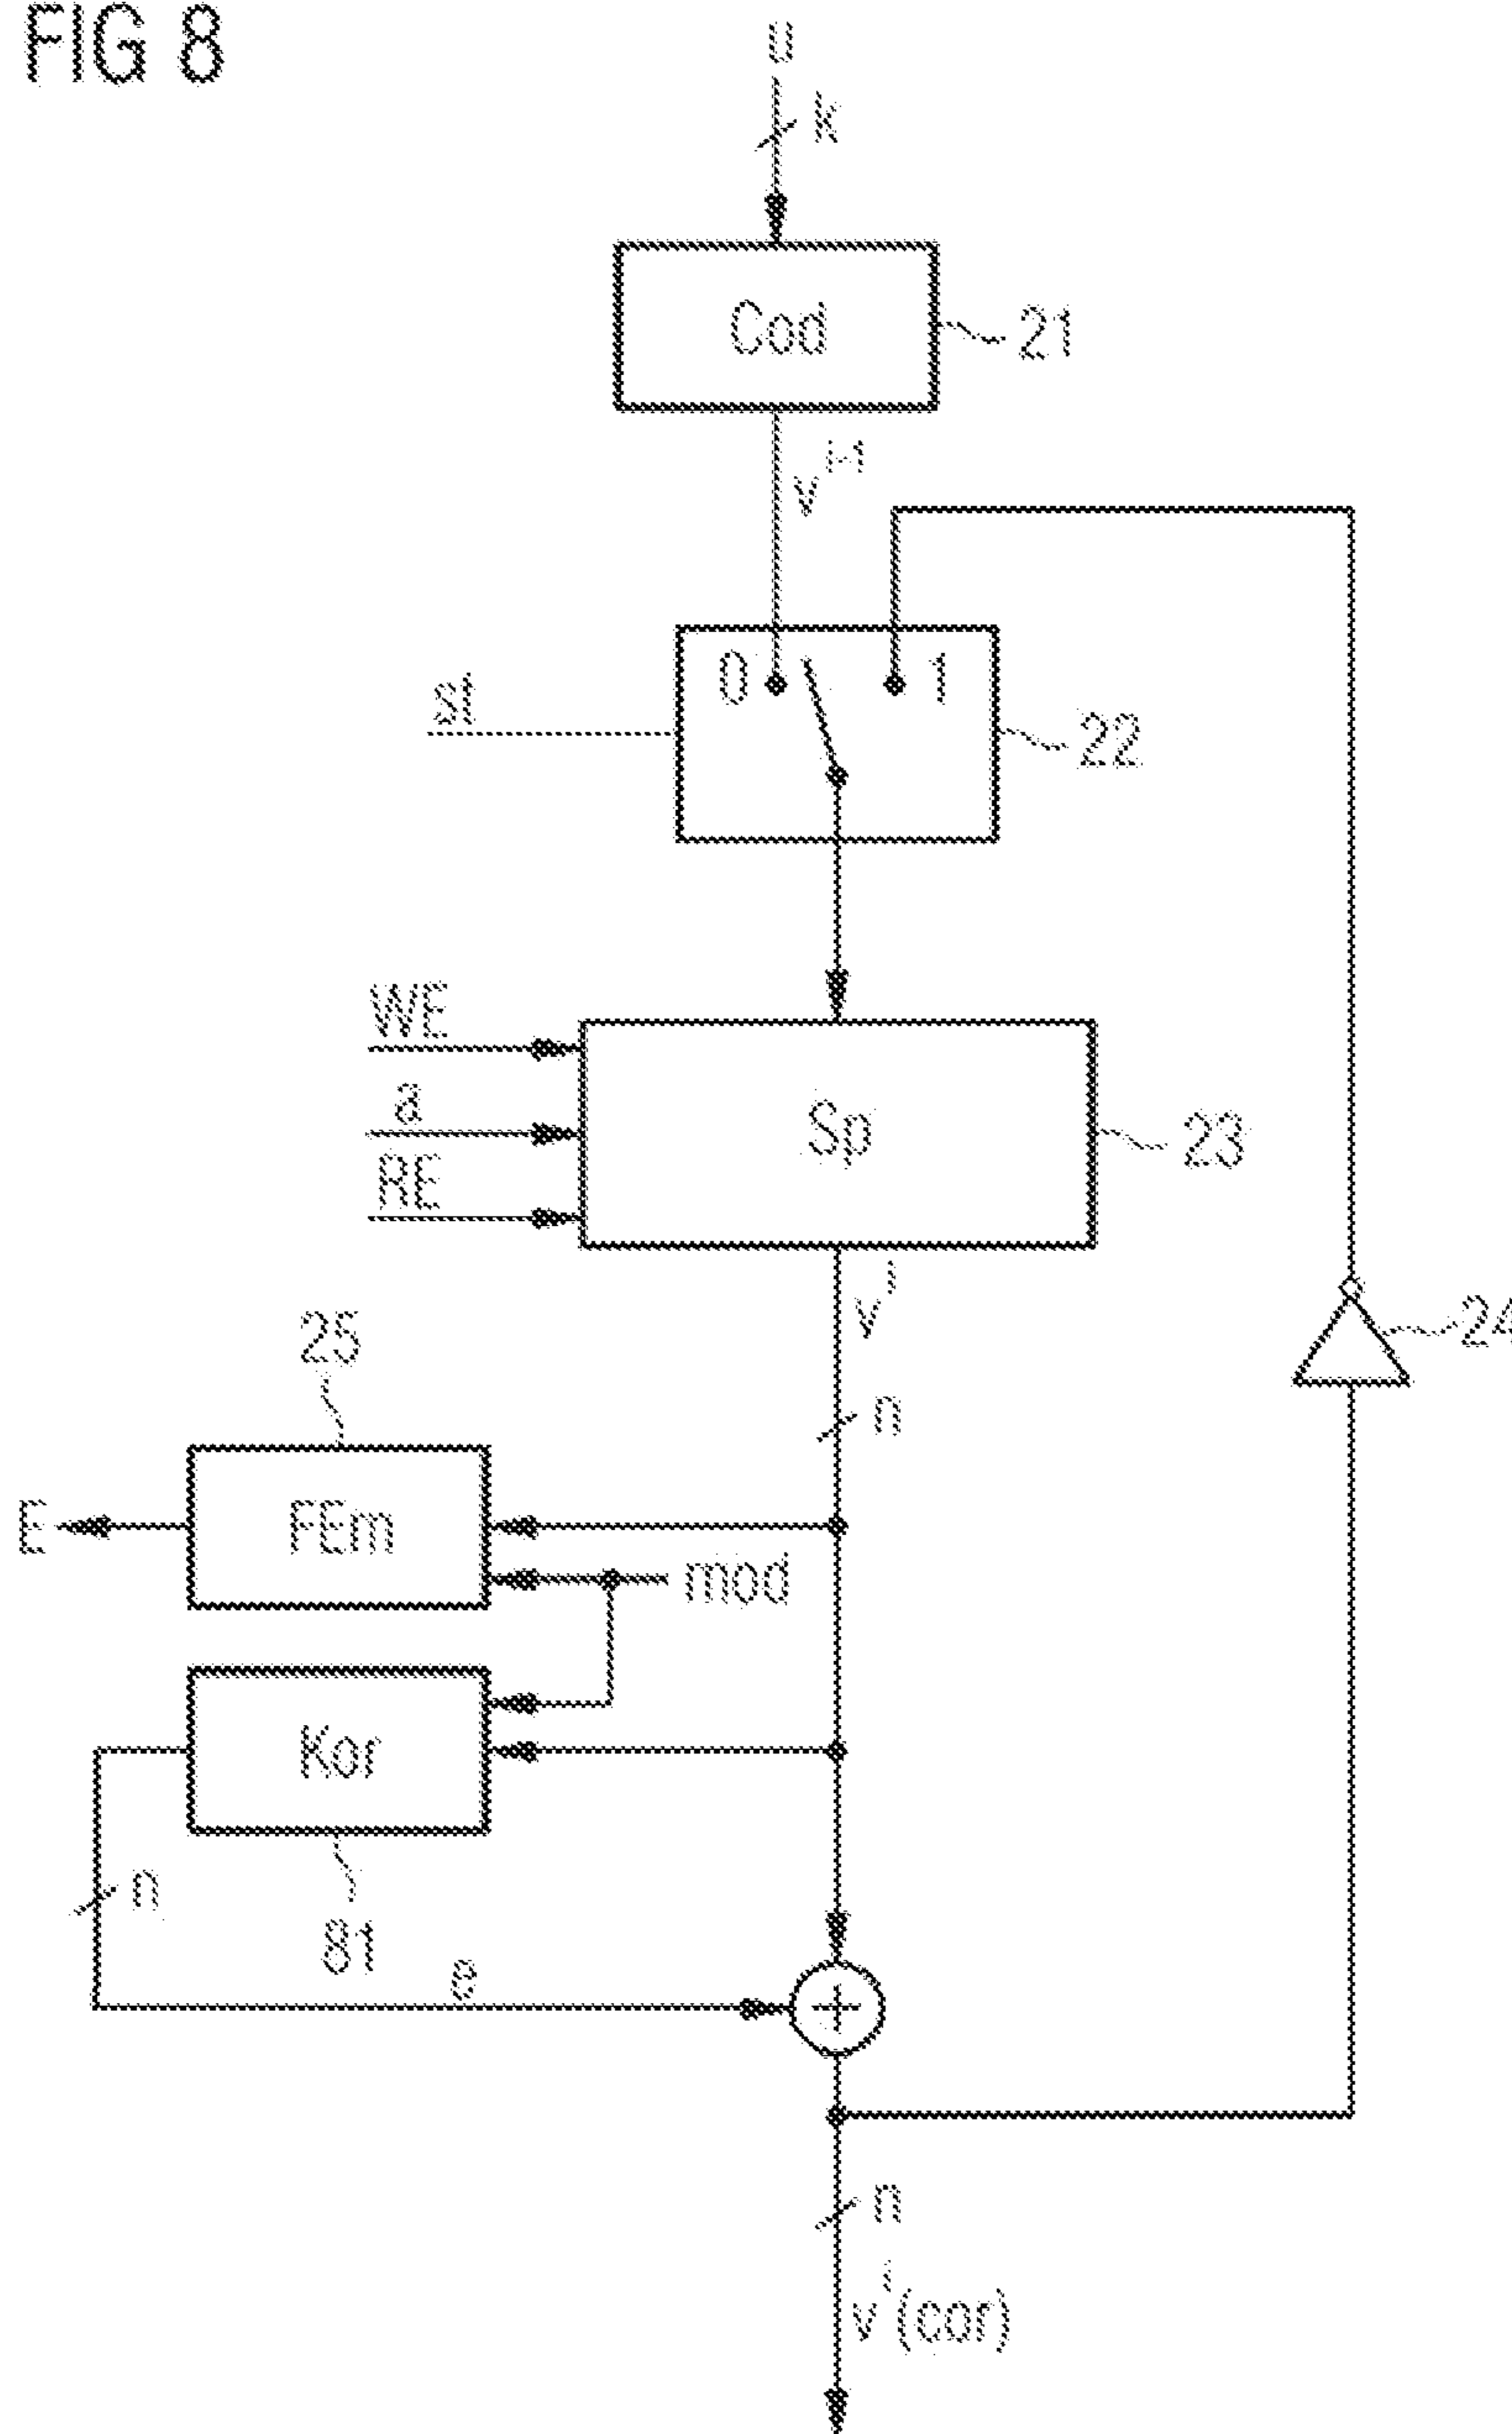 FIG 8
u
k
Cod
21
v^{i-1}
0 1
st
22
WE
a
RE
Sp
23
v^i
n
24
25
FEm
E
mod
Kor
n
81
e
+
n
v^i(cor)